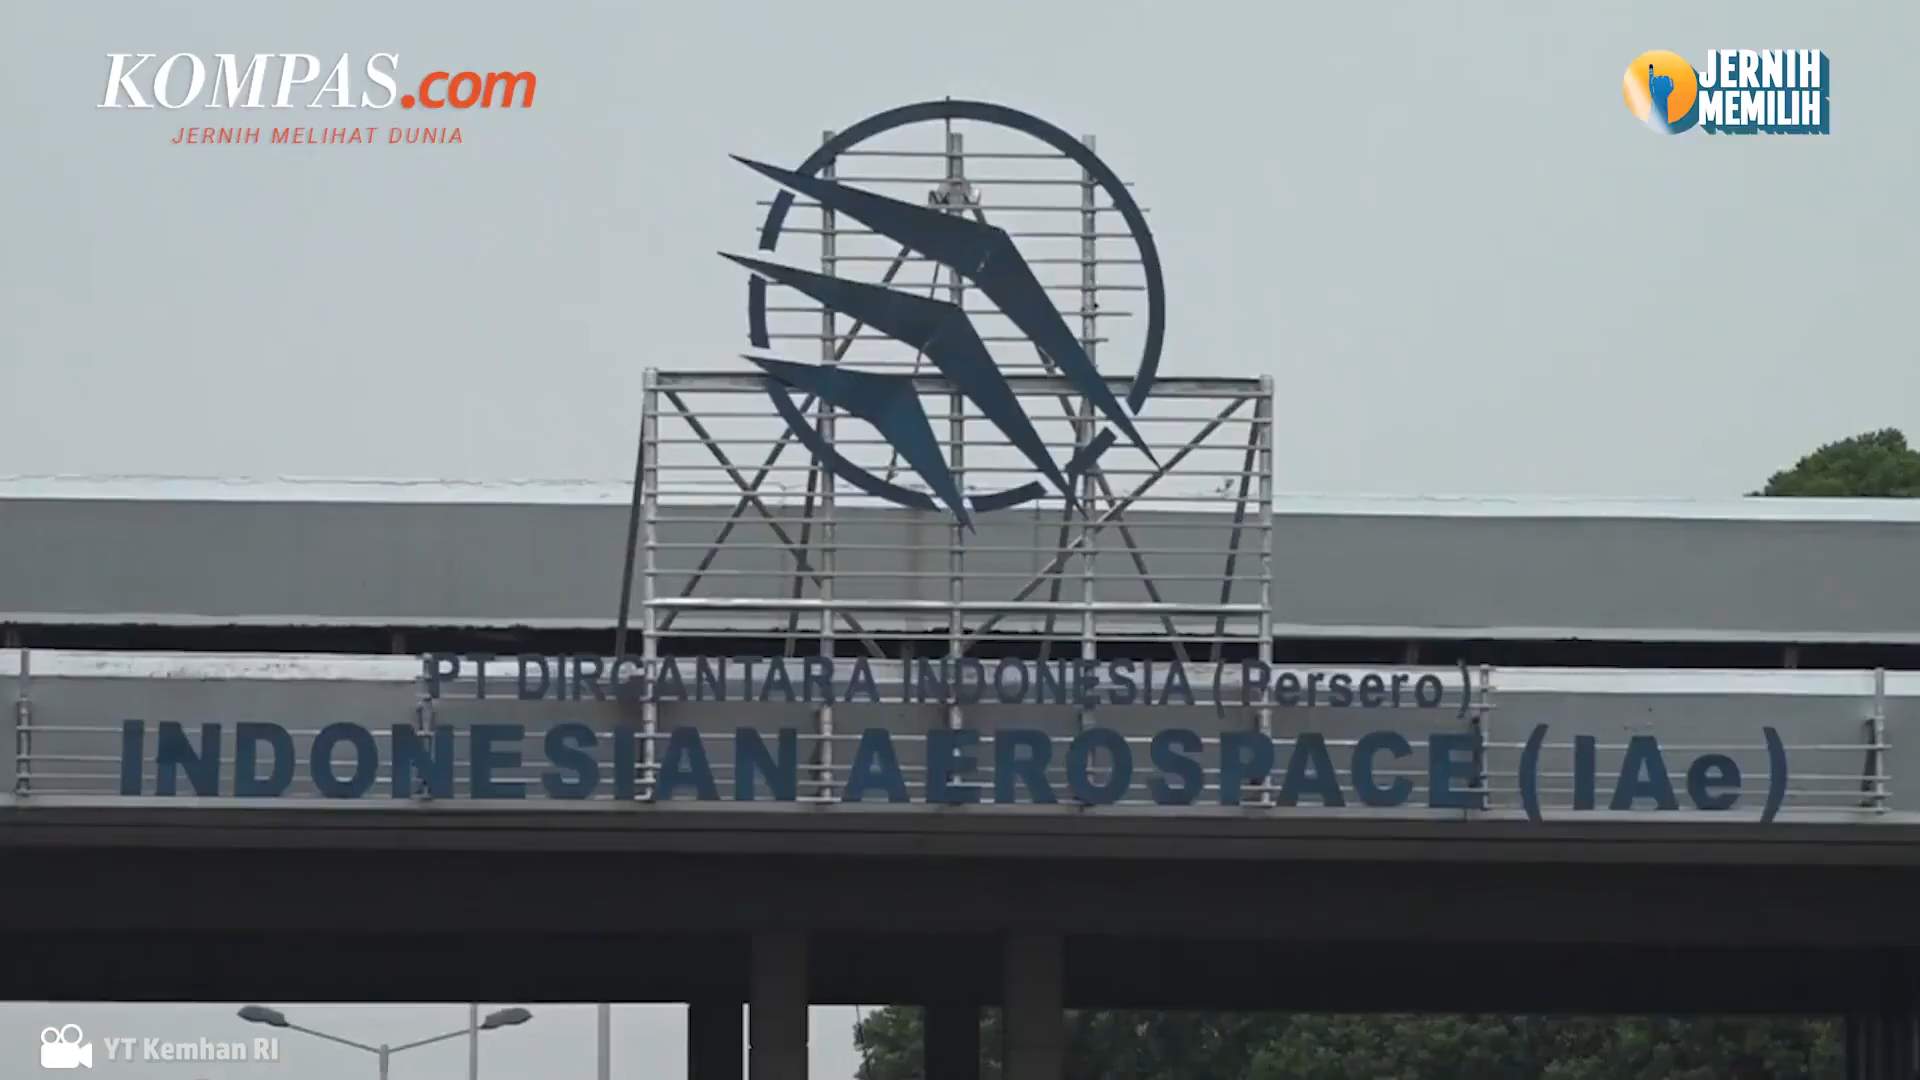 KOMPAS.com
JERNIH MELIHAT DUNIA
JERNIH
MEMILIH
PT DIRGANTARA INDONESIA (Persero)
INDONESIAN AEROSPACE (IAe)
YT Kemhan RI